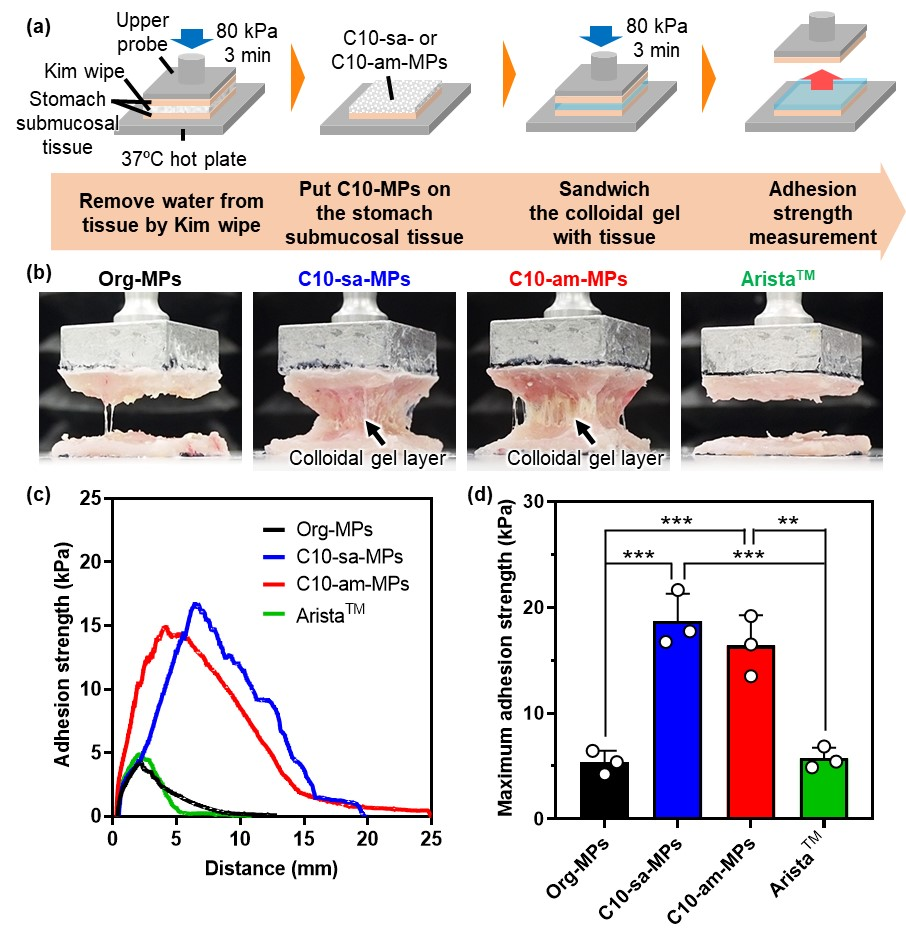 (a)
Upper
probe
80 kPa
3 min
Kim wipe
Stomach
submucosal
tissue
37ºC hot plate
C10-sa- or
C10-am-MPs
80 kPa
3 min
Remove water from
tissue by Kim wipe
Put C10-MPs on
the stomach
submucosal tissue
Sandwich
the colloidal gel
with tissue
Adhesion
strength
measurement
(b)
Org-MPs
C10-sa-MPs
C10-am-MPs
Arista™
Colloidal gel layer
Colloidal gel layer
(c)
Adhesion strength (kPa)
25
20
15
10
5
0
Org-MPs
C10-sa-MPs
C10-am-MPs
Arista™
0
5
10
15
20
25
Distance (mm)
(d)
Maximum adhesion strength (kPa)
30
20
10
0
***
**
***
***
Org-MPs
C10-sa-MPs
C10-am-MPs
Arista™